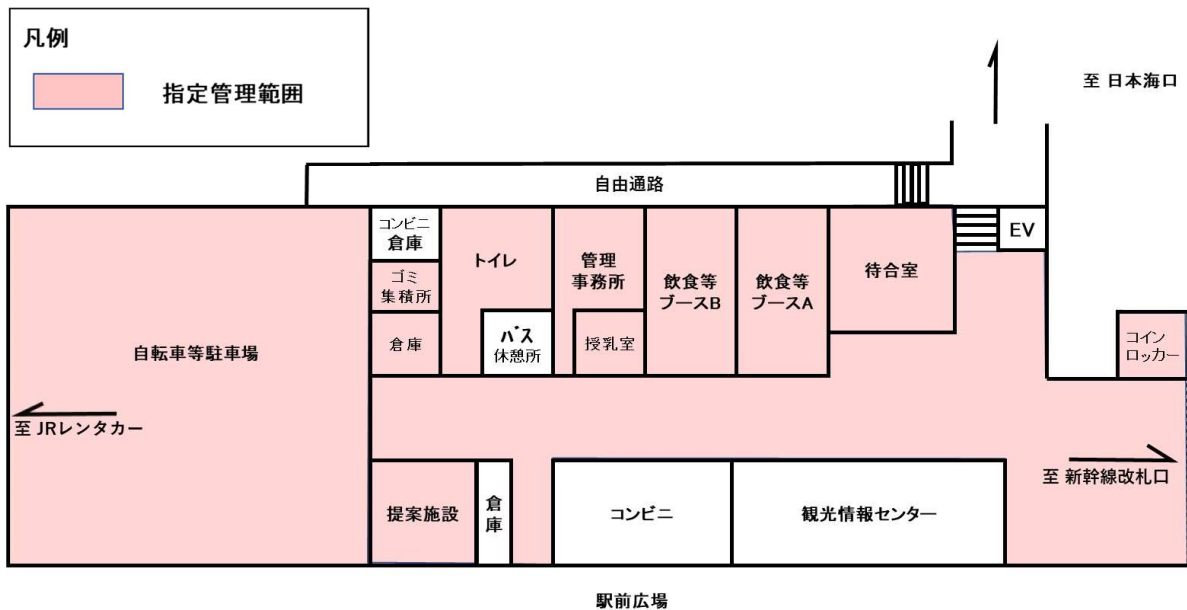 凡例
指定管理範囲
至 日本海口
自由通路
コンビニ
倉庫
トイレ
管理
事務所
飲食等
ブースB
飲食等
ブースA
待合室
EV
ゴミ
集積所
倉庫
バス
休憩所
授乳室
コイン
ロッカー
自転車等駐車場
至 JRレンタカー
至 新幹線改札口
提案施設
倉
庫
コンビニ
観光情報センター
駅前広場